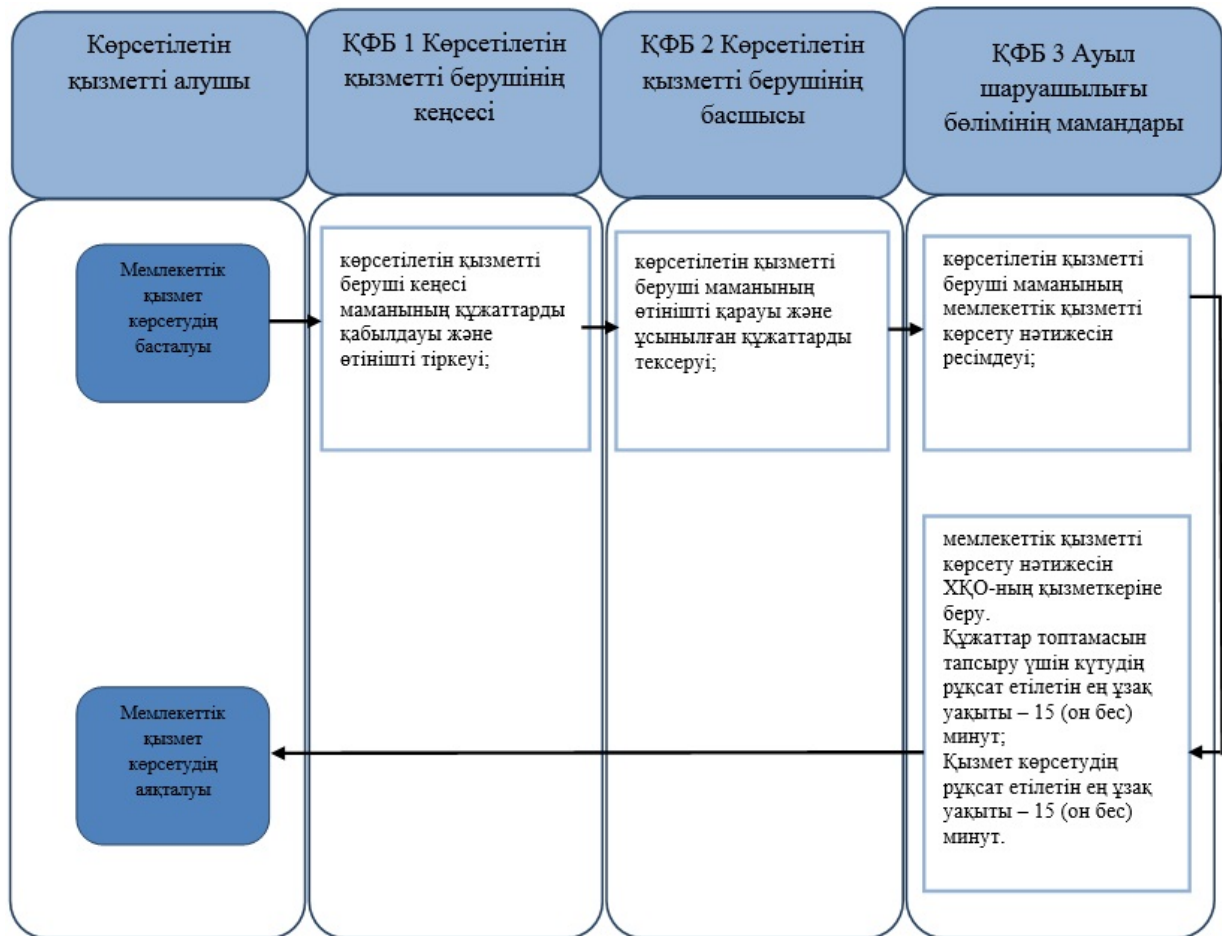 Көрсетілетін
қызметті алушы
ҚФБ 1 Көрсетілетін
қызметті берушінің
кеңсесі
ҚФБ 2 Көрсетілетін
қызметті берушінің
басшысы
ҚФБ 3 Ауыл
шаруашылығы
бөлімінің мамандары
Мемлекеттік
қызмет
көрсетудің
басталуы
көрсетілетін қызметті
беруші кеңесі
маманының құжаттарды
қабылдауы және
өтінішті тіркеуі;
көрсетілетін қызметті
беруші маманының
өтінішті қарауы және
ұсынылған құжаттарды
тексеруі;
көрсетілетін қызметті
беруші маманының
мемлекеттік қызметті
көрсету нәтижесін
ресімдеуі;
мемлекеттік қызметті
көрсету нәтижесін
ХҚО-ның қызметкеріне
беру.
Құжаттар топтамасын
тапсыру үшін күтудің
рұқсат етілетін ең ұзақ
уақыты – 15 (он бес)
минут;
Қызмет көрсетудің
рұқсат етілетін ең ұзақ
уақыты – 15 (он бес)
минут.
Мемлекеттік
қызмет
көрсетудің
аяқталуы